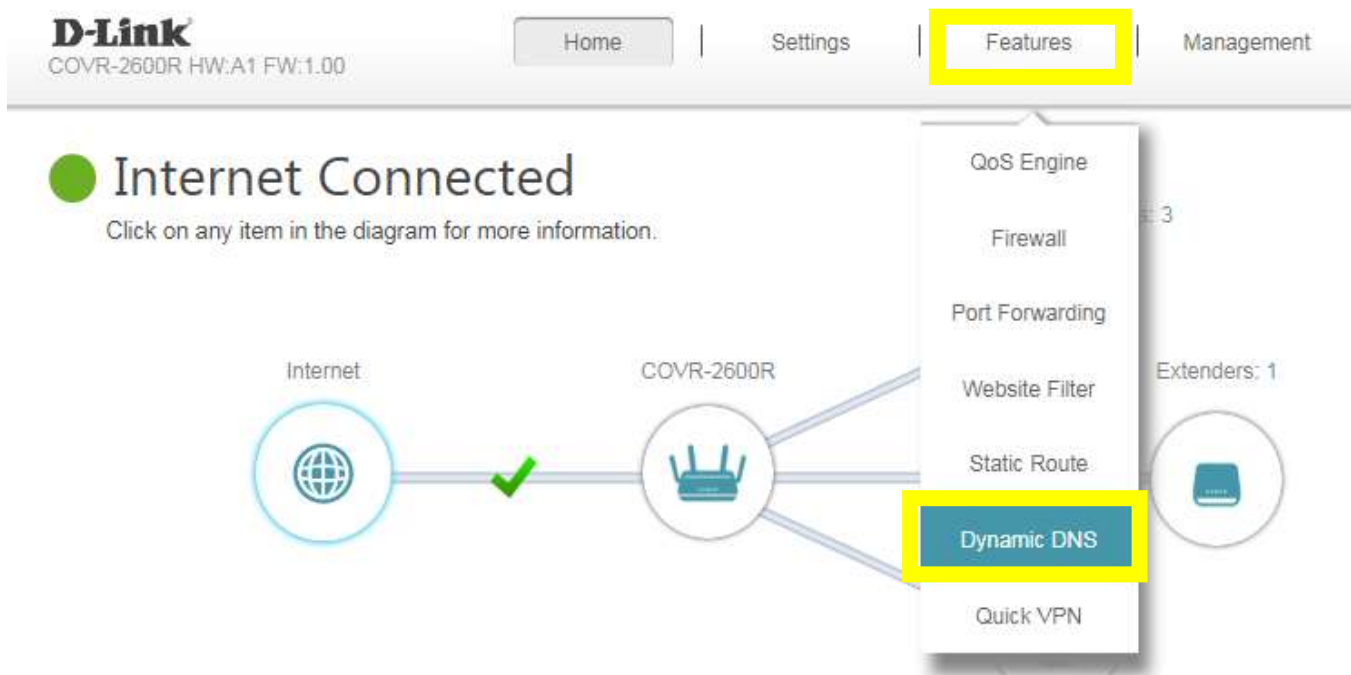 D-Link
COVR-2600R HW:A1 FW:1.00
Home
Settings
Features
Management
Internet Connected
Click on any item in the diagram for more information.
QoS Engine
Firewall
Port Forwarding
Website Filter
Static Route
Dynamic DNS
Quick VPN
: 3
Internet
COVR-2600R
Extenders: 1